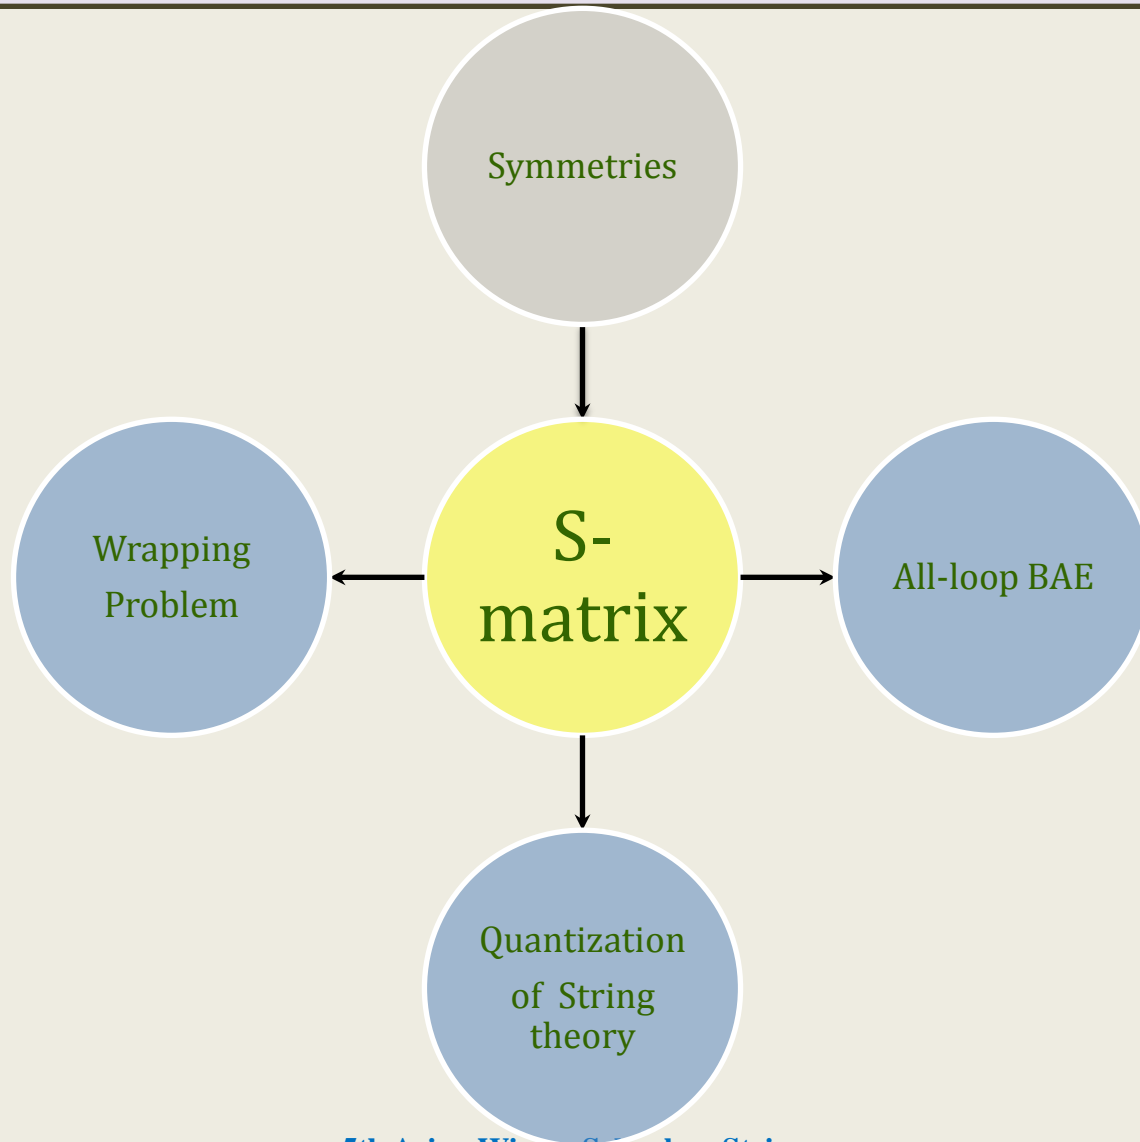 Symmetries
S-
matrix
Wrapping
Problem
All-loop BAE
Quantization
of String
theory